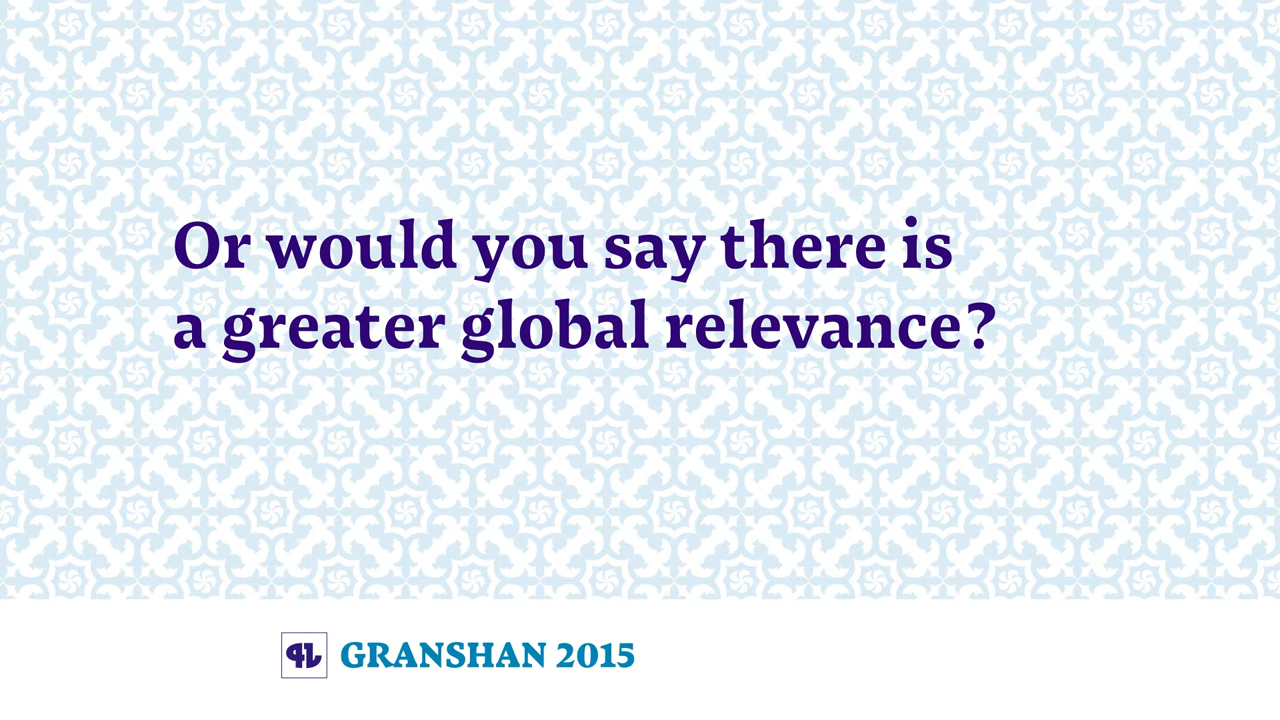 Or would you say there is
a greater global relevance?
GRANSHAN 2015